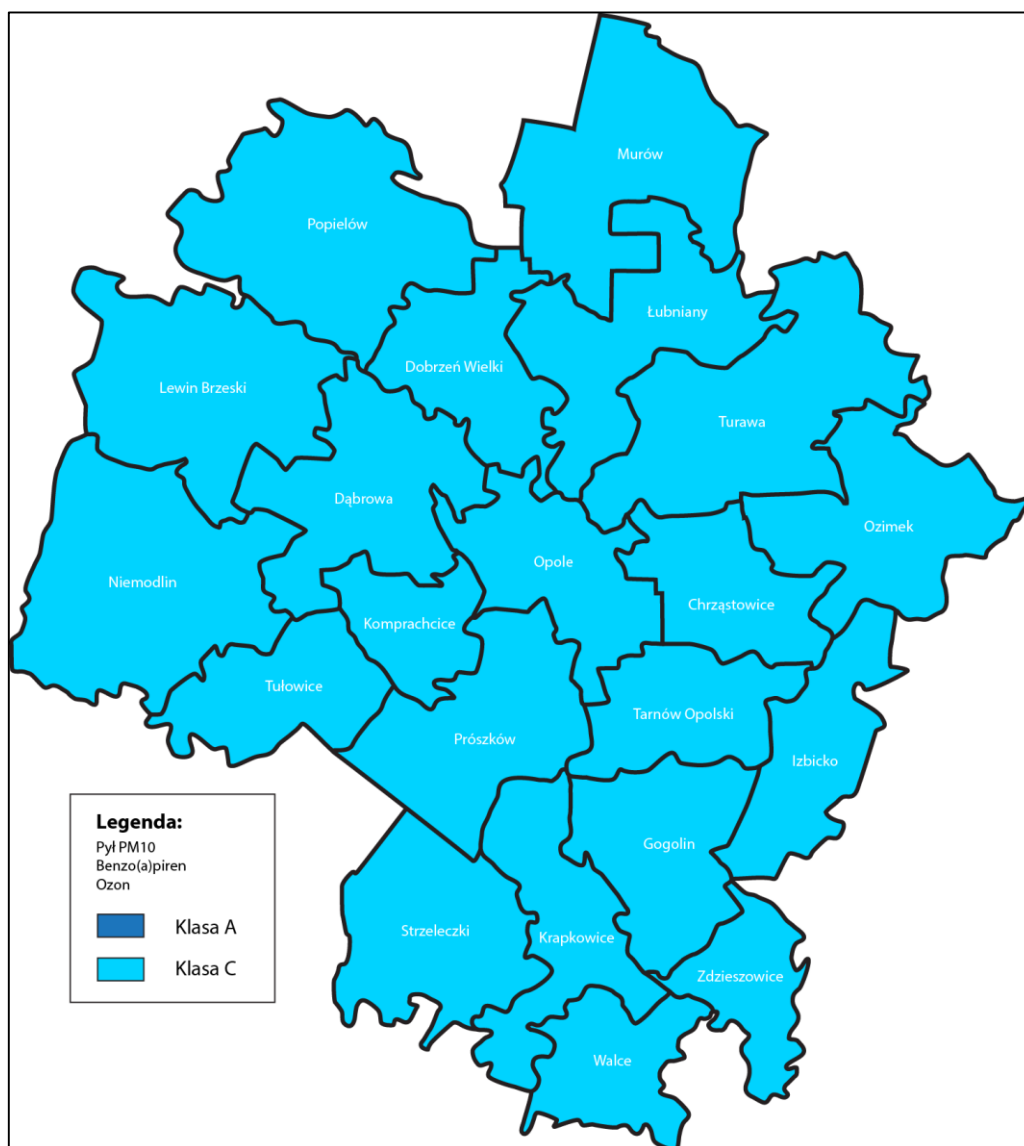 Murów
Popielów
Łubniany
Dobrzeń Wielki
Lewin Brzeski
Turawa
Dąbrowa
Ozimek
Opole
Niemodlin
Chrząstowice
Komprachcice
Tułowice
Tarnów Opolski
Prószków
Izbicko
Gogolin
Strzeleczki
Krapkowice
Zdzieszowice
Walce
Legenda:
Pył PM10
Benzo(a)piren
Ozon
Klasa A
Klasa C